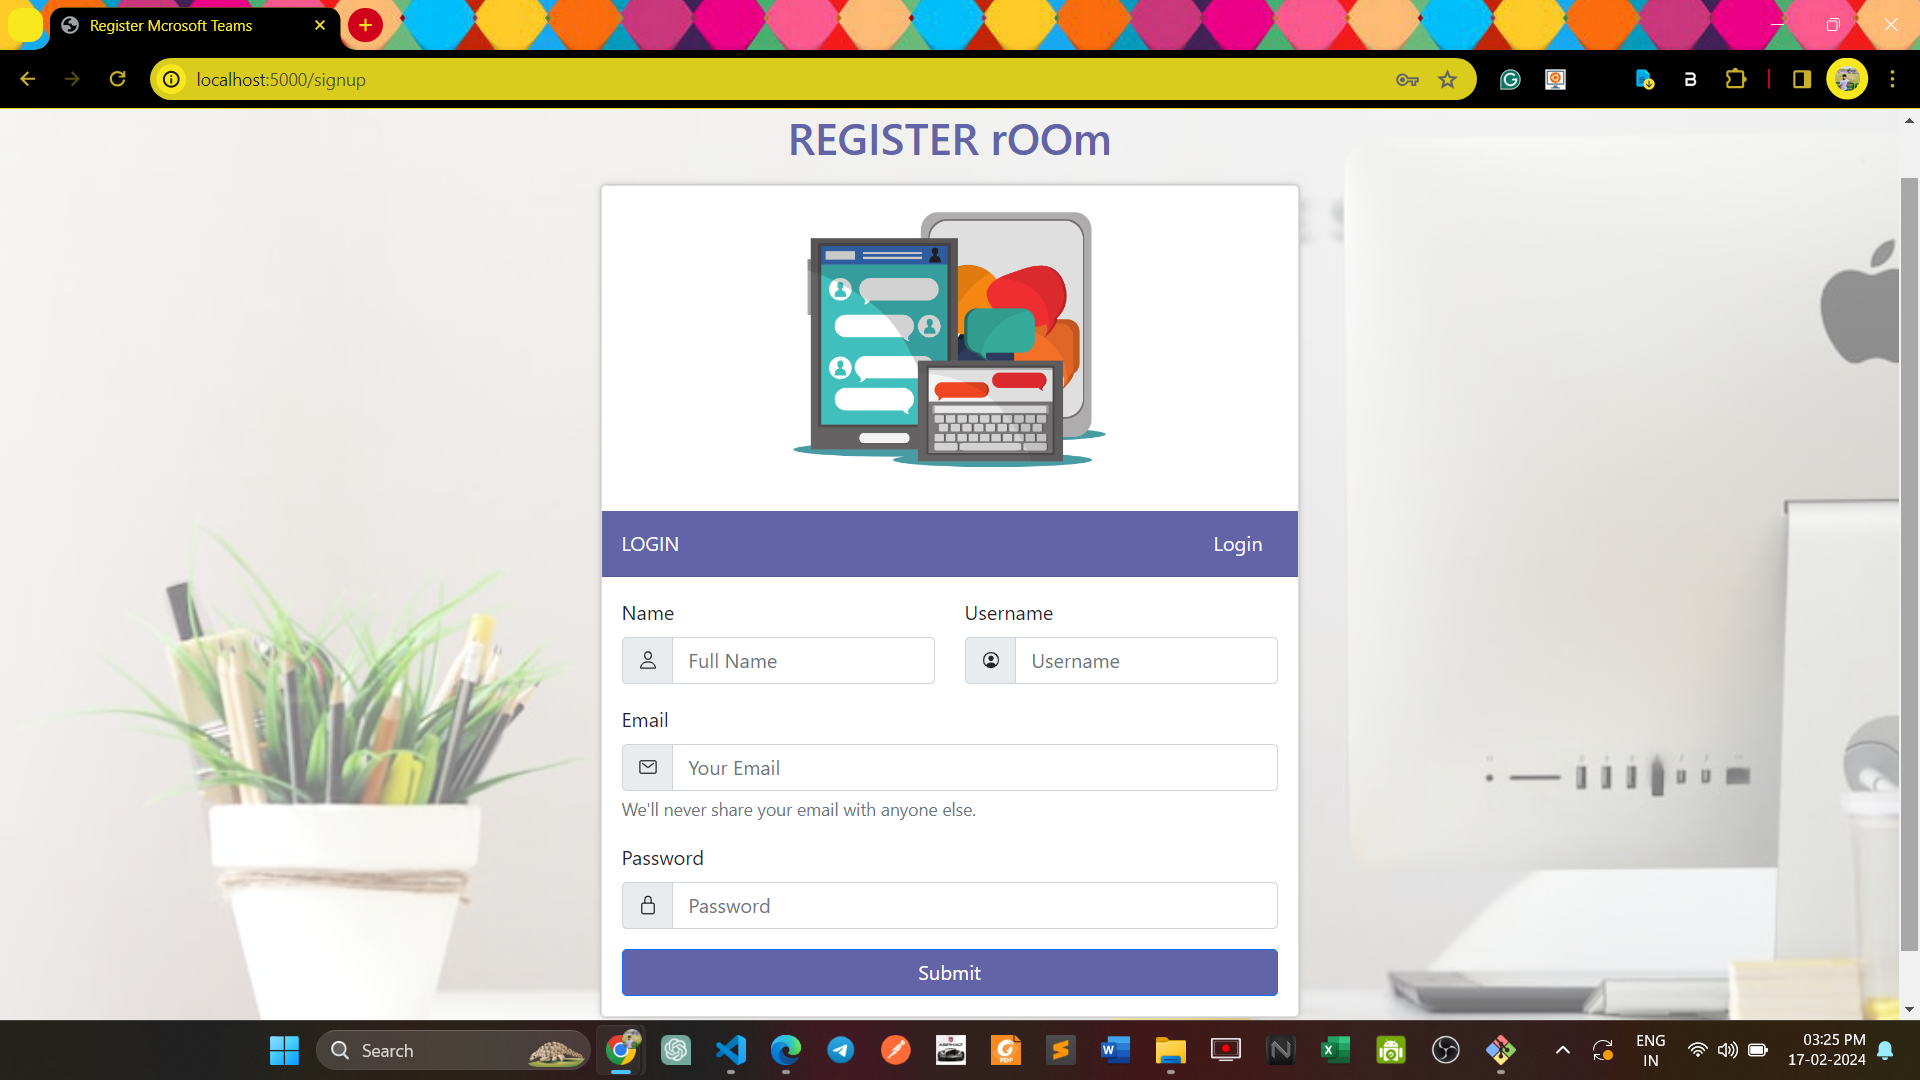 Register Mcrosoft Teams
localhost:5000/signup
REGISTER rOOm
LOGIN
Login
Name
Username
Full Name
Username
Email
Your Email
We'll never share your email with anyone else.
Password
Password
Submit
Search
ENG
IN
03:25 PM
17-02-2024